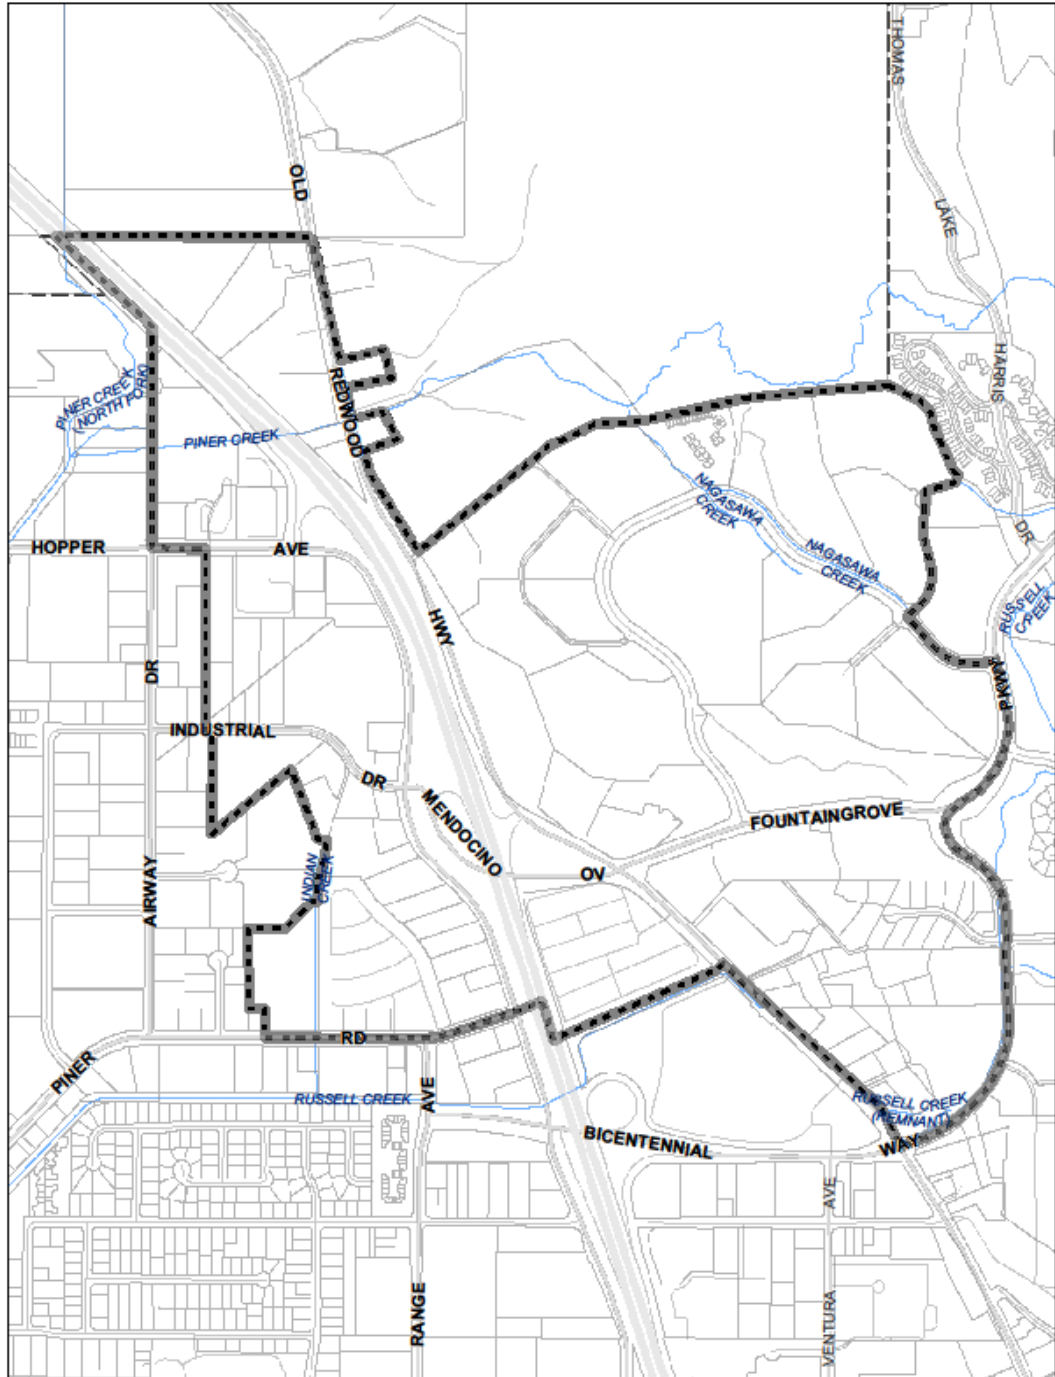 THOMAS
LAKE
HARRIS
DR
OLD
REDWOOD
HWY
PINER CREEK
(NORTH FORK)
PINER CREEK
NAGASAWA
CREEK
NAGASAWA
CREEK
RUSSELL
CREEK
HOPPER
AVE
DR
INDUSTRIAL
DR
PKWY
MENDOCINO
OV
FOUNTAINGROVE
AIRWAY
INDIAN
CREEK
PINER
RD
RUSSELL CREEK
AVE
RUSSELL CREEK
(REMNANT)
BICENTENNIAL
WAY
AVE
RANGE
VENTURA